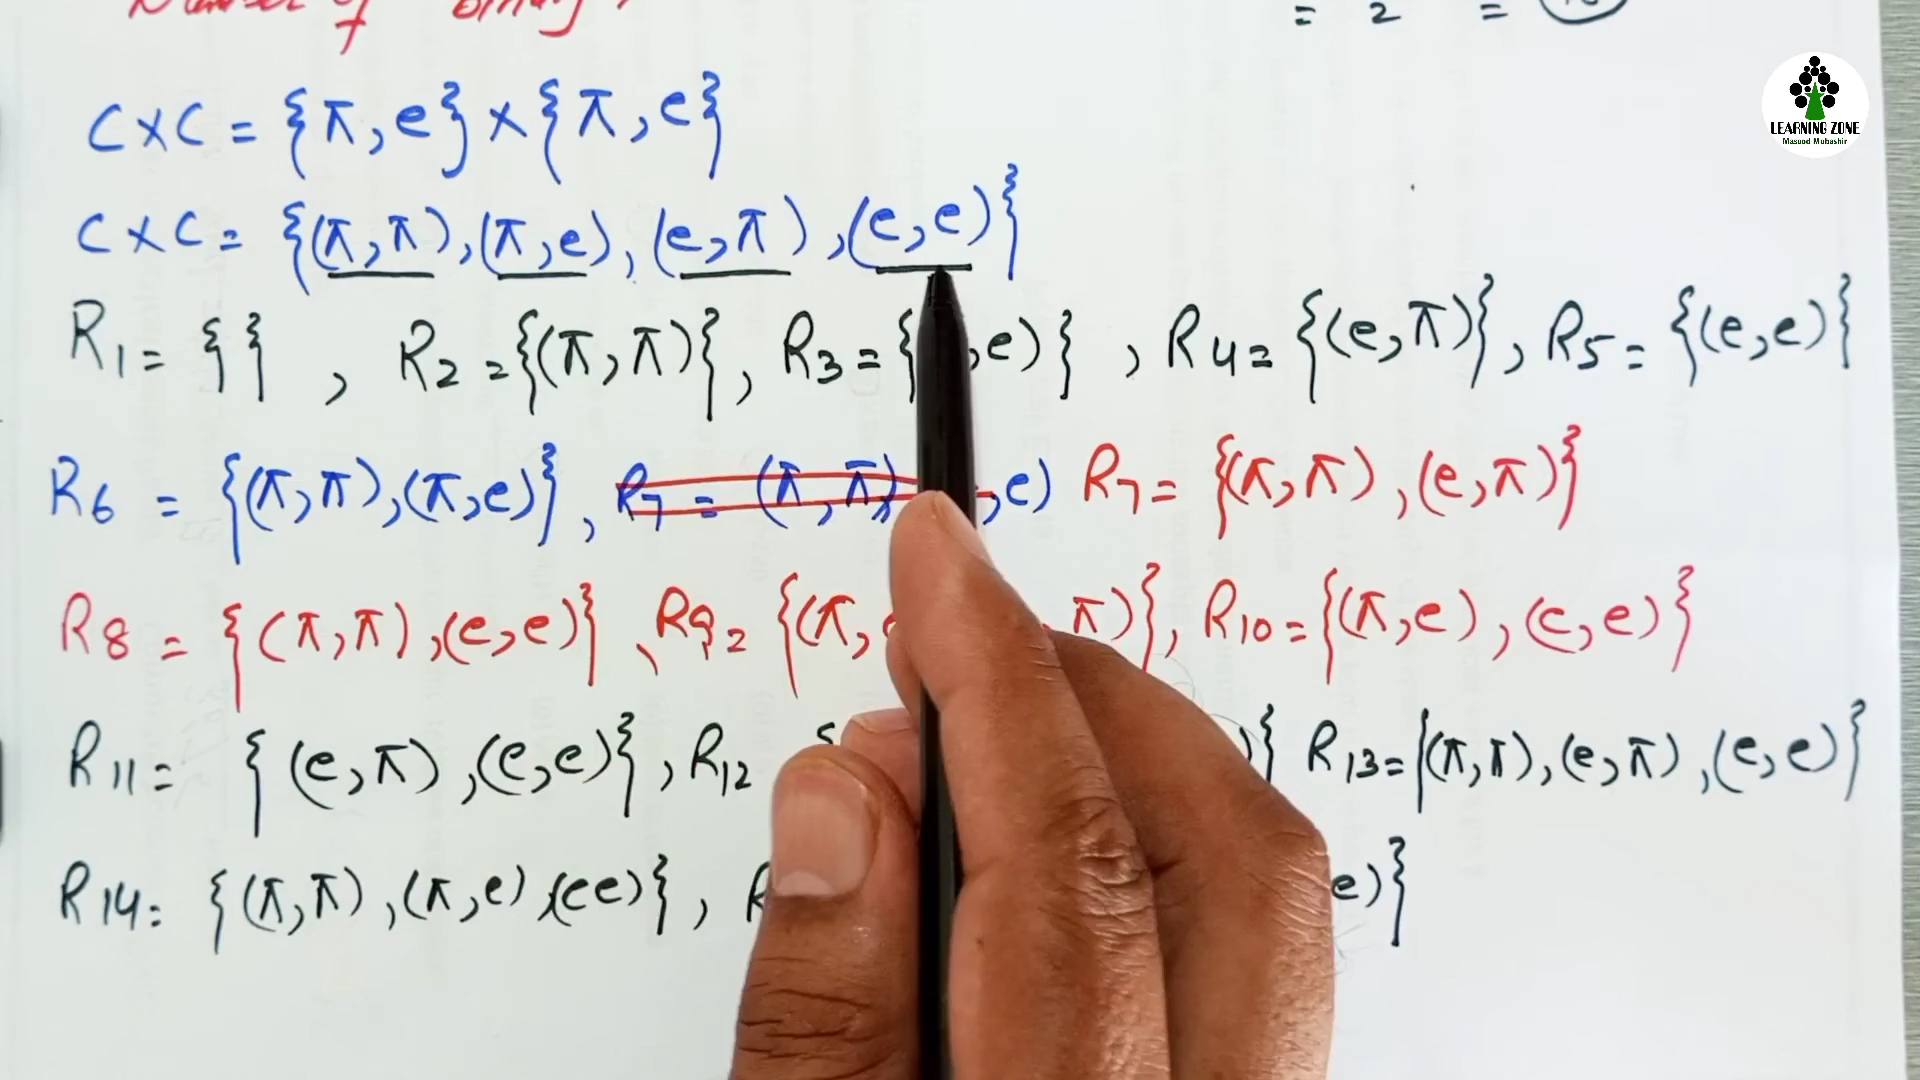 = 2 =
C×C = {π, e} × {π, e}
C×C = {(π, π), (π, e), (e, π), (e, e)}
R1 = { }, R2 = {(π, π)}, R3 = { , e)}, R4 = {(e, π)}, R5 = {(e, e)}
R6 = {(π, π), (π, e)}, R7 = (π, π) , e) R7 = {(π, π), (e, π)}
R8 = {(π, π), (e, e)}, R9 = {(π, π)}, R10 = {(π, e), (e, e)}
R11 = {(e, π), (e, e)}, R12 )} R13 = {(π, π), (e, π), (e, e)}
R14 = {(π, π), (π, e), (e e)}, e)}
LEARNING ZONE
Masood Mubashir